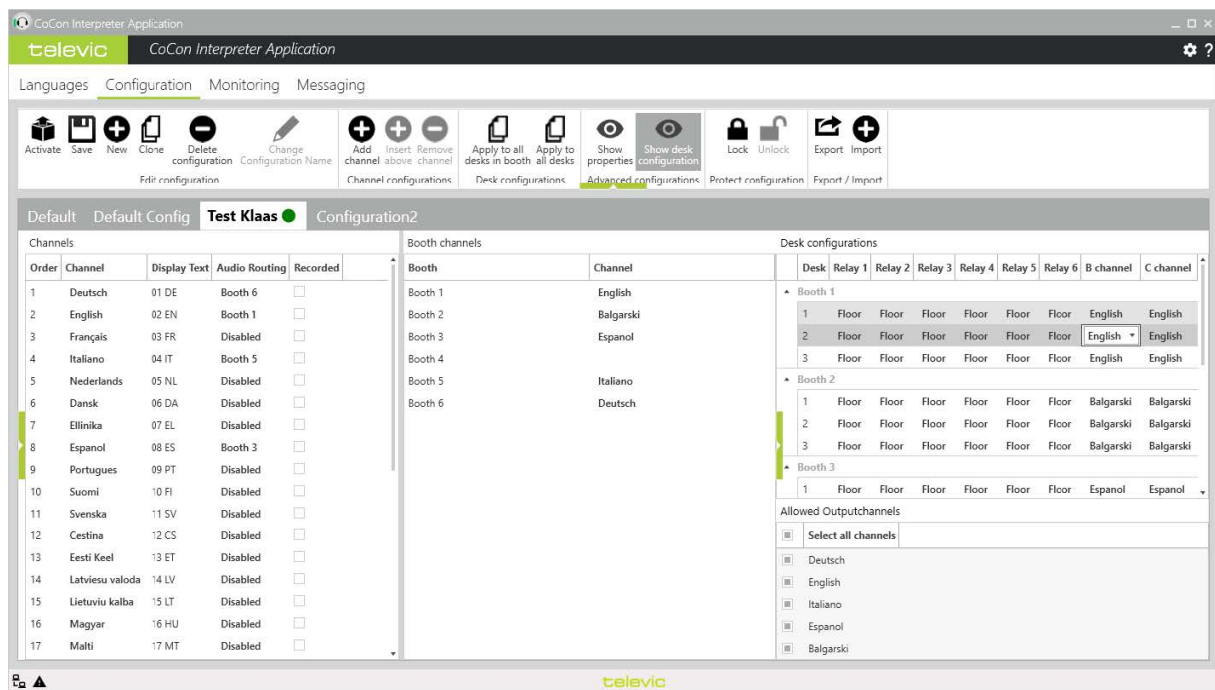 CoCon Interpreter Application
televic CoCon Interpreter Application ?
Languages Configuration Monitoring Messaging
Activate Save New Clone Delete configuration Change Configuration Name Add channel Insert above Remove channel Apply to all desks in booth Apply to all desks Show properties Show desk configuration Lock Unlock Export Import
Edit configuration Channel configurations Desk configurations Advanced configurations Protect configuration Export / Import
Default Default Config Test Klaas Configuration2
Channels
Order Channel Display Text Audio Routing Recorded
1 Deutsch 01 DE Booth 6
2 English 02 EN Booth 1
3 Français 03 FR Disabled
4 Italiano 04 IT Booth 5
5 Nederlands 05 NL Disabled
6 Dansk 06 DA Disabled
7 Ellinika 07 EL Disabled
8 Espanol 08 ES Booth 3
9 Portugues 09 PT Disabled
10 Suomi 10 FI Disabled
11 Svenska 11 SV Disabled
12 Cestina 12 CS Disabled
13 Eesti Keel 13 ET Disabled
14 Latviesu valoda 14 LV Disabled
15 Lietuviu kalba 15 LT Disabled
16 Magyar 16 HU Disabled
17 Malti 17 MT Disabled
Booth channels
Booth Channel
Booth 1 English
Booth 2 Balgarski
Booth 3 Espanol
Booth 4
Booth 5 Italiano
Booth 6 Deutsch
Desk configurations
Desk Relay 1 Relay 2 Relay 3 Relay 4 Relay 5 Relay 6 B channel C channel
Booth 1
1 Floor Floor Floor Floor Floor Floor English English
2 Floor Floor Floor Floor Floor Floor English English
3 Floor Floor Floor Floor Floor Floor English English
Booth 2
1 Floor Floor Floor Floor Floor Floor Balgarski Balgarski
2 Floor Floor Floor Floor Floor Floor Balgarski Balgarski
3 Floor Floor Floor Floor Floor Floor Balgarski Balgarski
Booth 3
1 Floor Floor Floor Floor Floor Floor Espanol Espanol
Allowed Outputchannels
Select all channels
Deutsch
English
Italiano
Espanol
Balgarski
televic